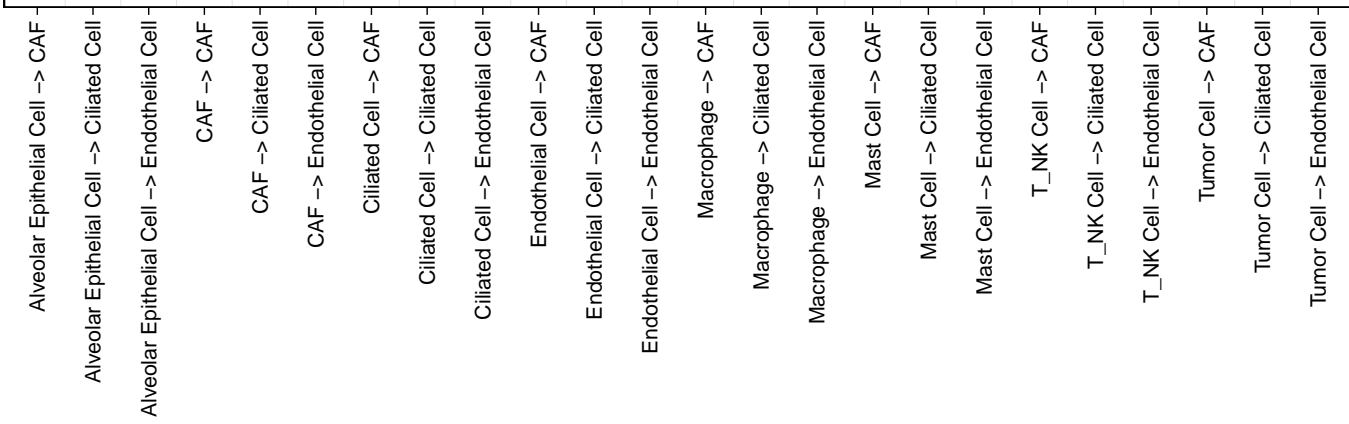 Alveolar Epithelial Cell −> CAF
Alveolar Epithelial Cell −> Ciliated Cell
Alveolar Epithelial Cell −> Endothelial Cell
CAF −> CAF
CAF −> Ciliated Cell
CAF −> Endothelial Cell
Ciliated Cell −> CAF
Ciliated Cell −> Ciliated Cell
Ciliated Cell −> Endothelial Cell
Endothelial Cell −> CAF
Endothelial Cell −> Ciliated Cell
Endothelial Cell −> Endothelial Cell
Macrophage −> CAF
Macrophage −> Ciliated Cell
Macrophage −> Endothelial Cell
Mast Cell −> CAF
Mast Cell −> Ciliated Cell
Mast Cell −> Endothelial Cell
T_NK Cell −> CAF
T_NK Cell −> Ciliated Cell
T_NK Cell −> Endothelial Cell
Tumor Cell −> CAF
Tumor Cell −> Ciliated Cell
Tumor Cell −> Endothelial Cell